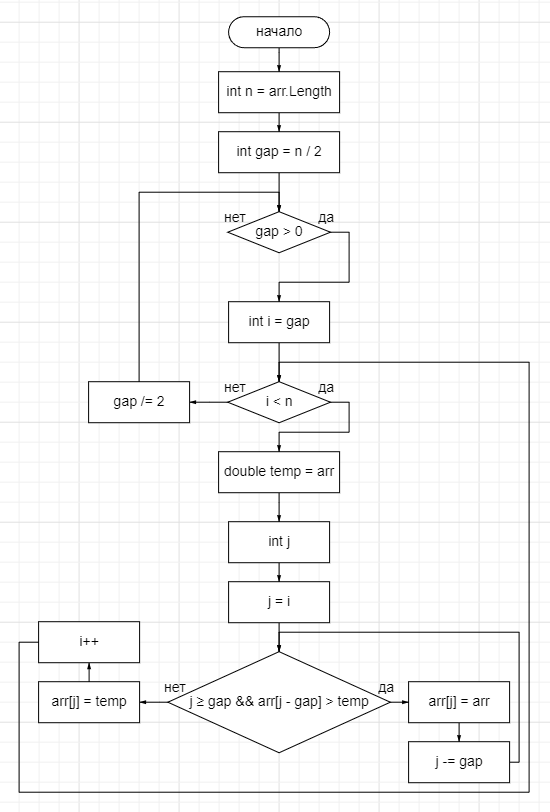 начало
int n = arr.Length
int gap = n / 2
нет
да
gap > 0
int i = gap
нет
да
gap /= 2
i < n
double temp = arr
int j
j = i
i++
нет
да
arr[j] = temp
j ≥ gap && arr[j - gap] > temp
arr[j] = arr
j -= gap